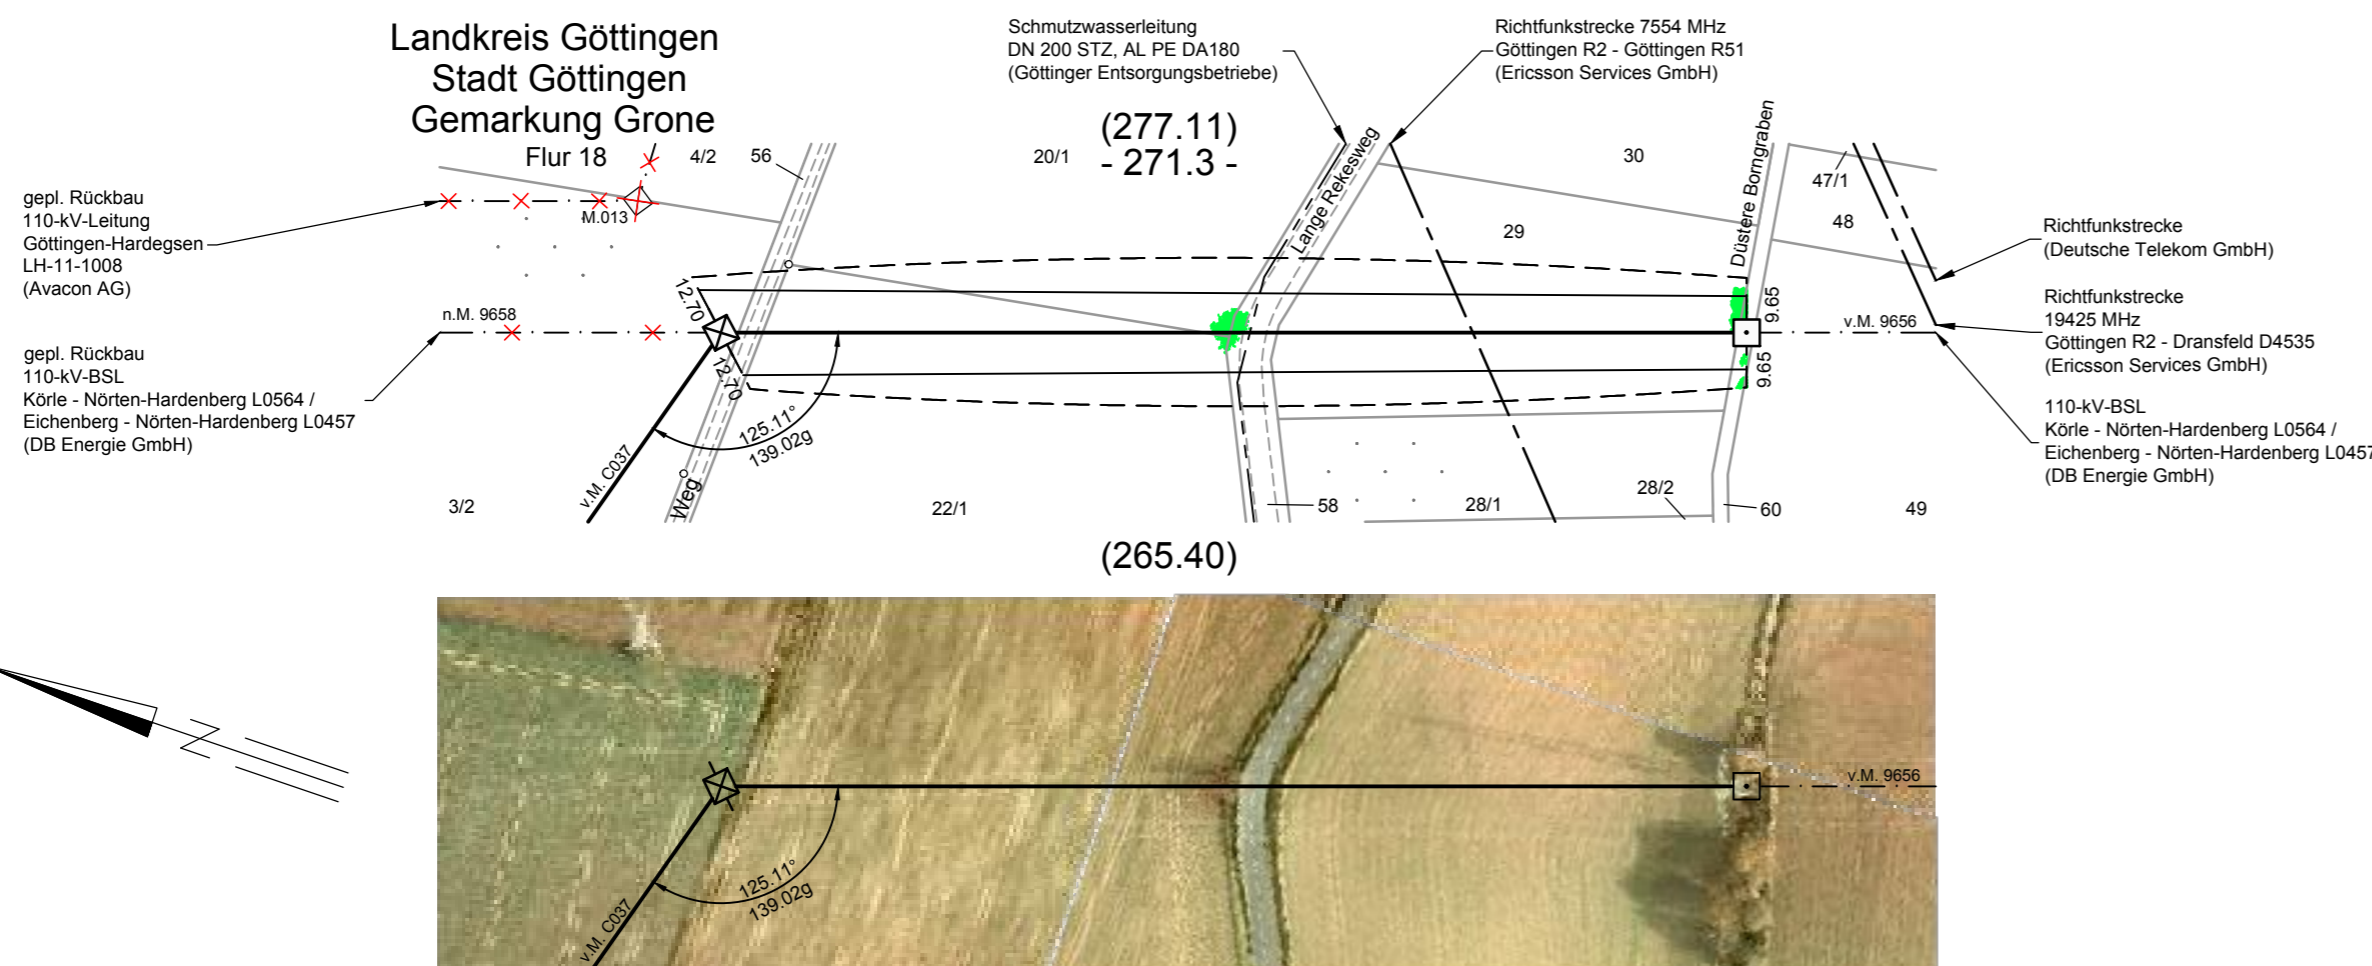 Landkreis Göttingen
Stadt Göttingen
Gemarkung Grone
Flur 18
4/2
56
Schmutzwasserleitung
DN 200 STZ, AL PE DA180
(Göttinger Entsorgungsbetriebe)
Richtfunkstrecke 7554 MHz
Göttingen R2 - Göttingen R51
(Ericsson Services GmbH)
(277.11)
- 271.3 -
20/1
30
Lange Rekesweg
Düstere Borngraben
47/1
48
29
gepl. Rückbau
110-kV-Leitung
Göttingen-Hardegsen
LH-11-1008
(Avacon AG)
M.013
Richtfunkstrecke
(Deutsche Telekom GmbH)
Richtfunkstrecke
19425 MHz
Göttingen R2 - Dransfeld D4535
(Ericsson Services GmbH)
12.70
9.65
n.M. 9658
v.M. 9656
gepl. Rückbau
110-kV-BSL
Körle - Nörten-Hardenberg L0564 /
Eichenberg - Nörten-Hardenberg L0457
(DB Energie GmbH)
12.70
9.65
110-kV-BSL
Körle - Nörten-Hardenberg L0564 /
Eichenberg - Nörten-Hardenberg L0457
(DB Energie GmbH)
125.11°
139.02g
v.M. C037
Weg
3/2
22/1
58
28/1
28/2
60
49
(265.40)
v.M. 9656
125.11°
139.02g
v.M. C037